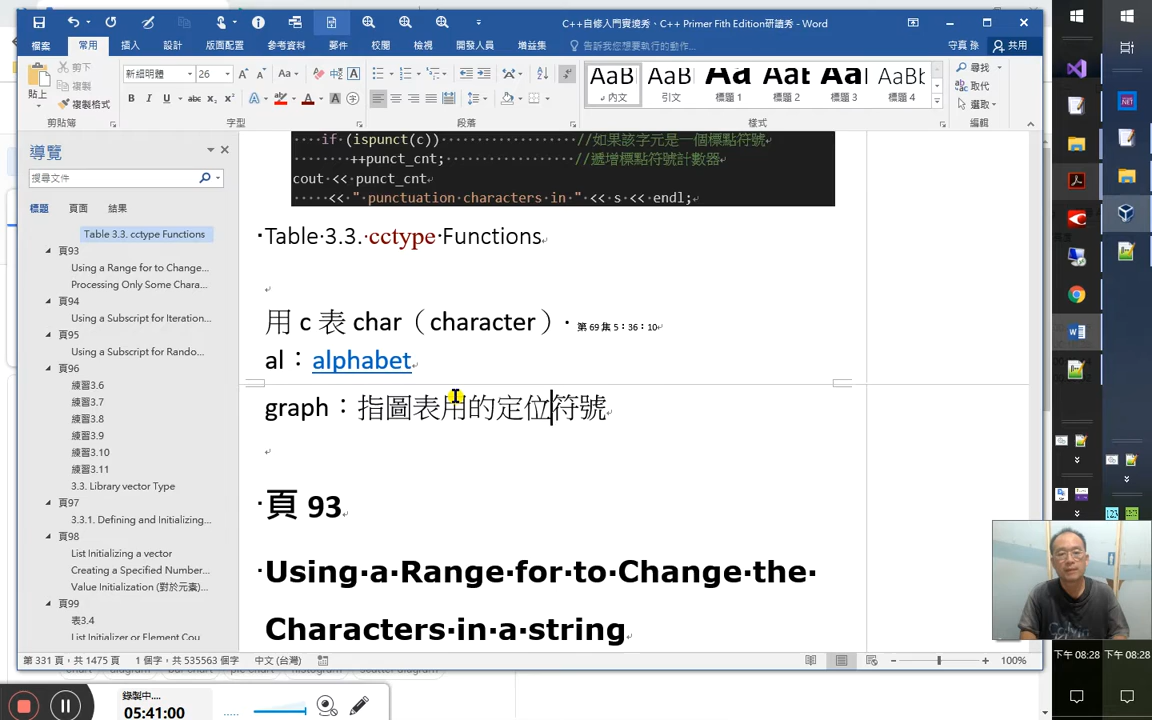 C++自修入門實境秀、C++ Primer Fith Edition研讀秀 - Word
檔案 常用 插入 設計 版面配置 參考資料 郵件 校閱 檢視 開發人員 增益集 告訴我您想要執行的動作... 守真 孫 共用
貼上 剪下 複製 複製格式 剪貼簿
新細明體 26 字型
段落
AaB 內文 AaB 引文 Aa 標題 1 Aat 標題 2 Aal 標題 3 AaBb 標題 4 樣式
尋找 取代 選取 編輯
導覽
搜尋文件
標題 頁面 結果
Table 3.3. cctype Functions
頁93
Using a Range for to Change...
Processing Only Some Chara...
頁94
Using a Subscript for Iteration...
頁95
Using a Subscript for Rando...
頁96
練習3.6
練習3.7
練習3.8
練習3.9
練習3.10
練習3.11
3.3. Library vector Type
頁97
3.3.1. Defining and Initializing...
頁98
List Initializing a vector
Creating a Specified Number...
Value Initialization (對於元素)...
頁99
表3.4
List Initializer or Element Cou
if (ispunct(c)) //如果該字元是一個標點符號
++punct_cnt; //遞增標點符號計數器
cout << punct_cnt
<< " punctuation characters in " << s << endl;
Table 3.3. cctype Functions
用 c 表 char（character） 第 69 集 5：36：10
al：alphabet
graph：指圖表用的定位符號
頁 93
Using a Range for to Change the
Characters in a string
第 331 頁，共 1475 頁 1 個字，共 535563 個字 中文 (台灣) 100%
錄製中....
05:41:00
下午 08:28 下午 08:28